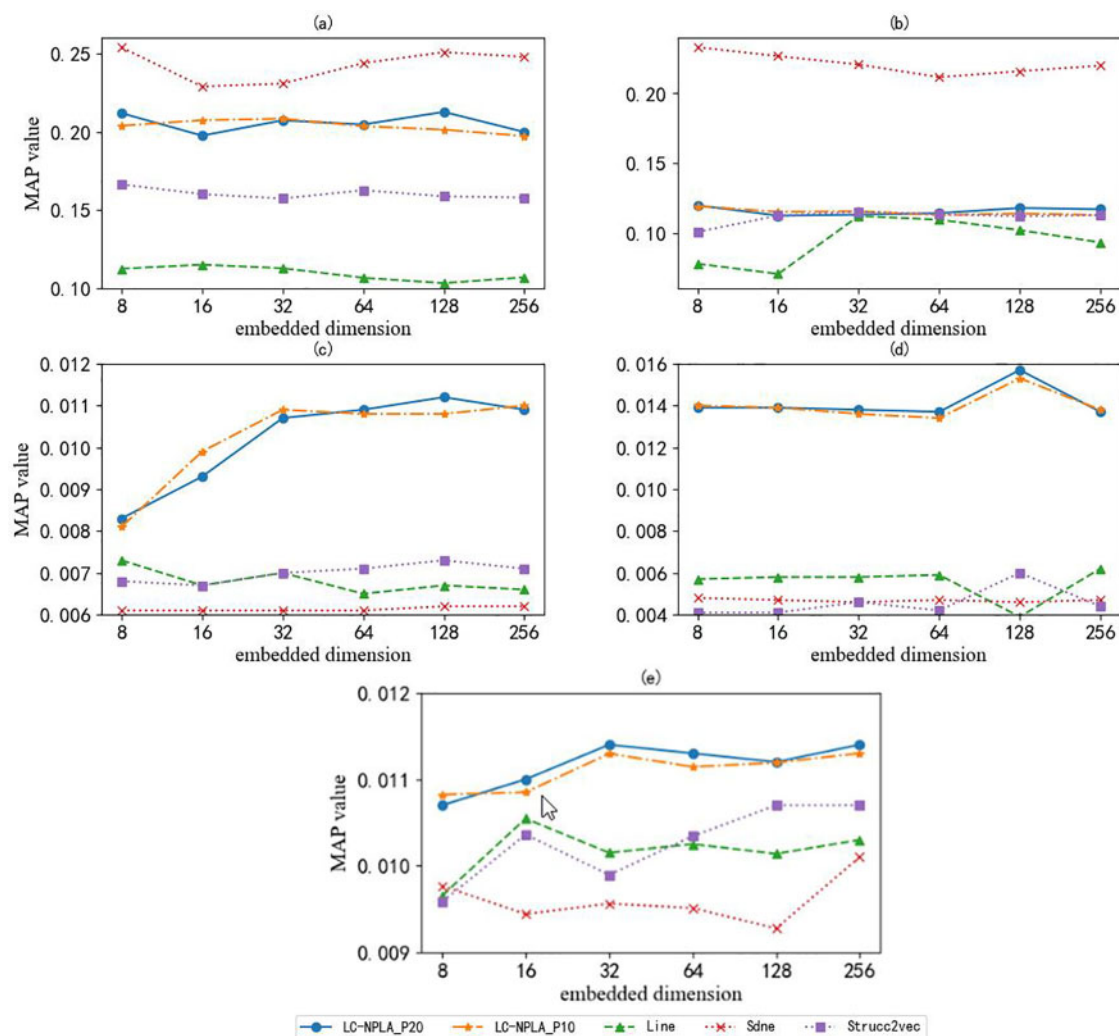 (a)
MAP value
0.25
0.20
0.15
0.10
8 16 32 64 128 256
embedded dimension
(b)
0.20
0.15
0.10
8 16 32 64 128 256
embedded dimension
(c)
MAP value
0.012
0.011
0.010
0.009
0.008
0.007
0.006
8 16 32 64 128 256
embedded dimension
(d)
0.016
0.014
0.012
0.010
0.008
0.006
0.004
8 16 32 64 128 256
embedded dimension
(e)
MAP value
0.012
0.011
0.010
0.009
8 16 32 64 128 256
embedded dimension
LC-NPLA_P20 LC-NPLA_P10 Line Sdne Strucc2vec